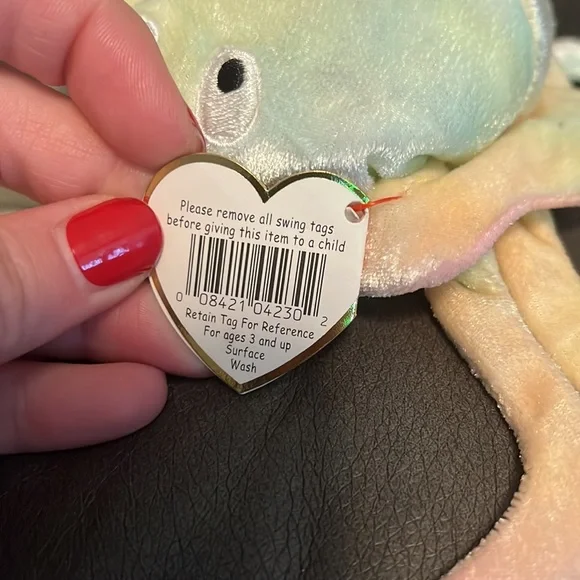 Please remove all swing tags
before giving this item to a child
0 08421 04230 2
Retain Tag For Reference
For ages 3 and up
Surface
Wash